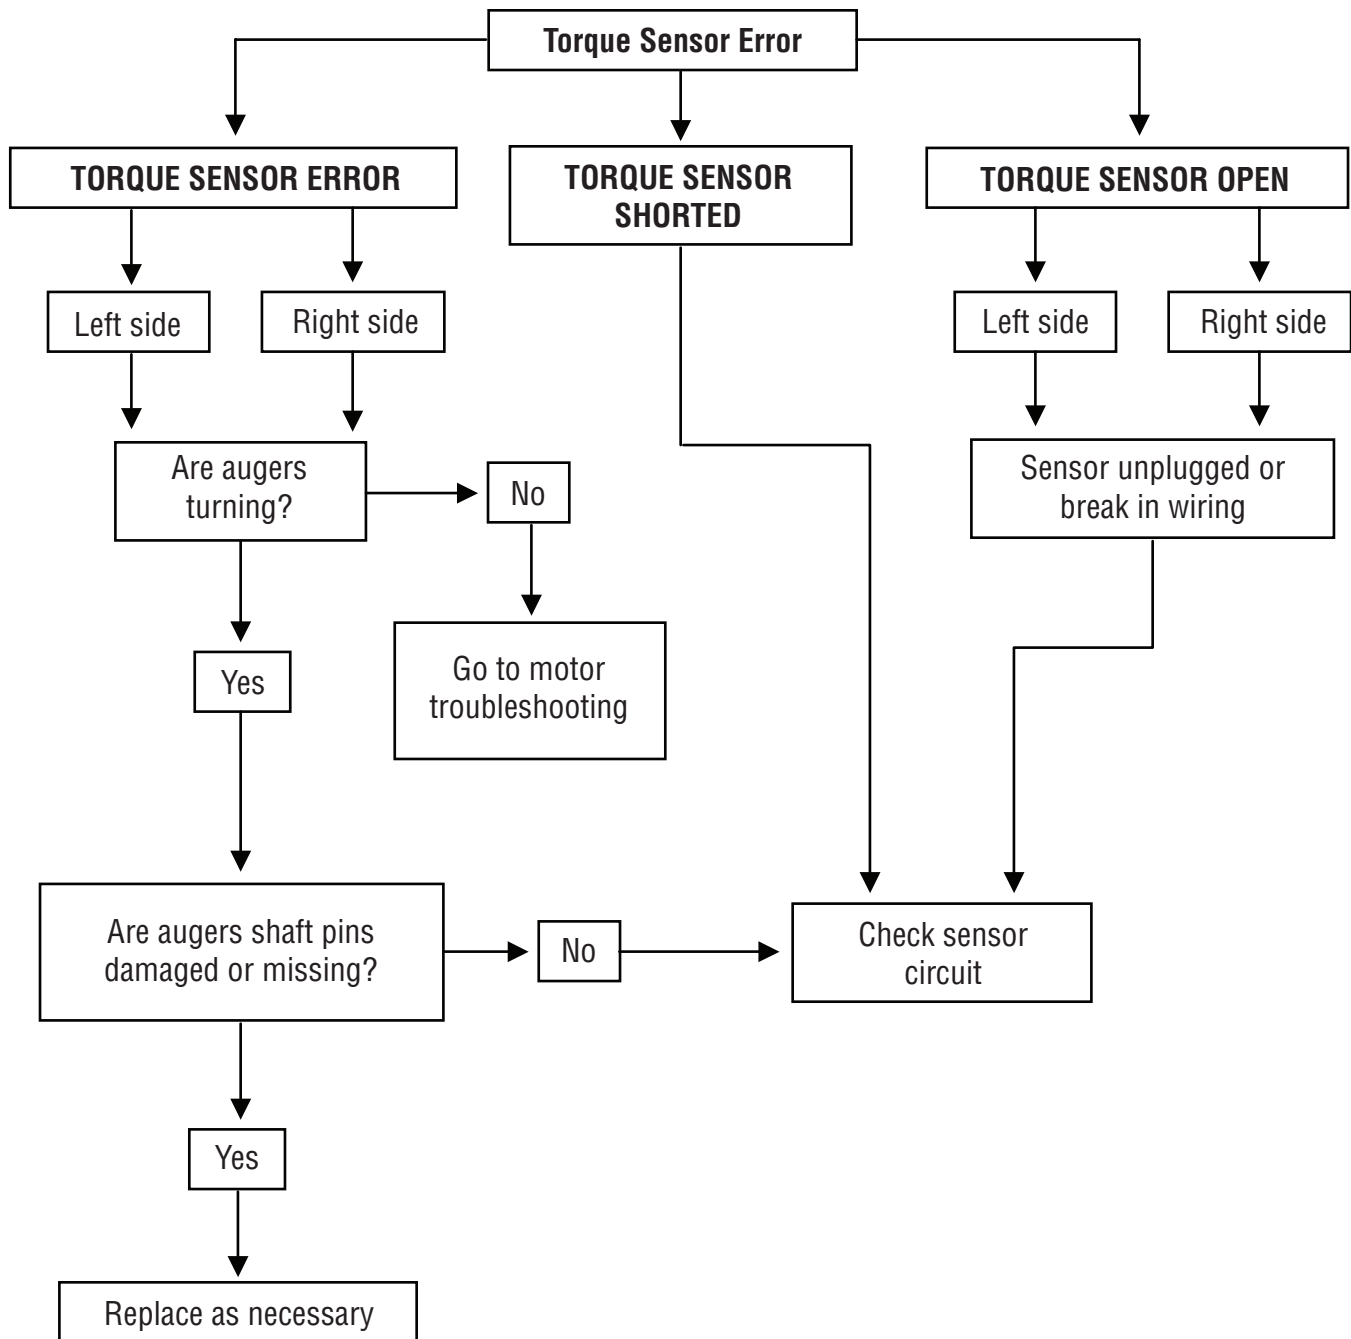 Torque Sensor Error
TORQUE SENSOR ERROR
TORQUE SENSOR
SHORTED
TORQUE SENSOR OPEN
Left side
Right side
Left side
Right side
Are augers
turning?
No
Sensor unplugged or
break in wiring
Yes
Go to motor
troubleshooting
Are augers shaft pins
damaged or missing?
No
Check sensor
circuit
Yes
Replace as necessary